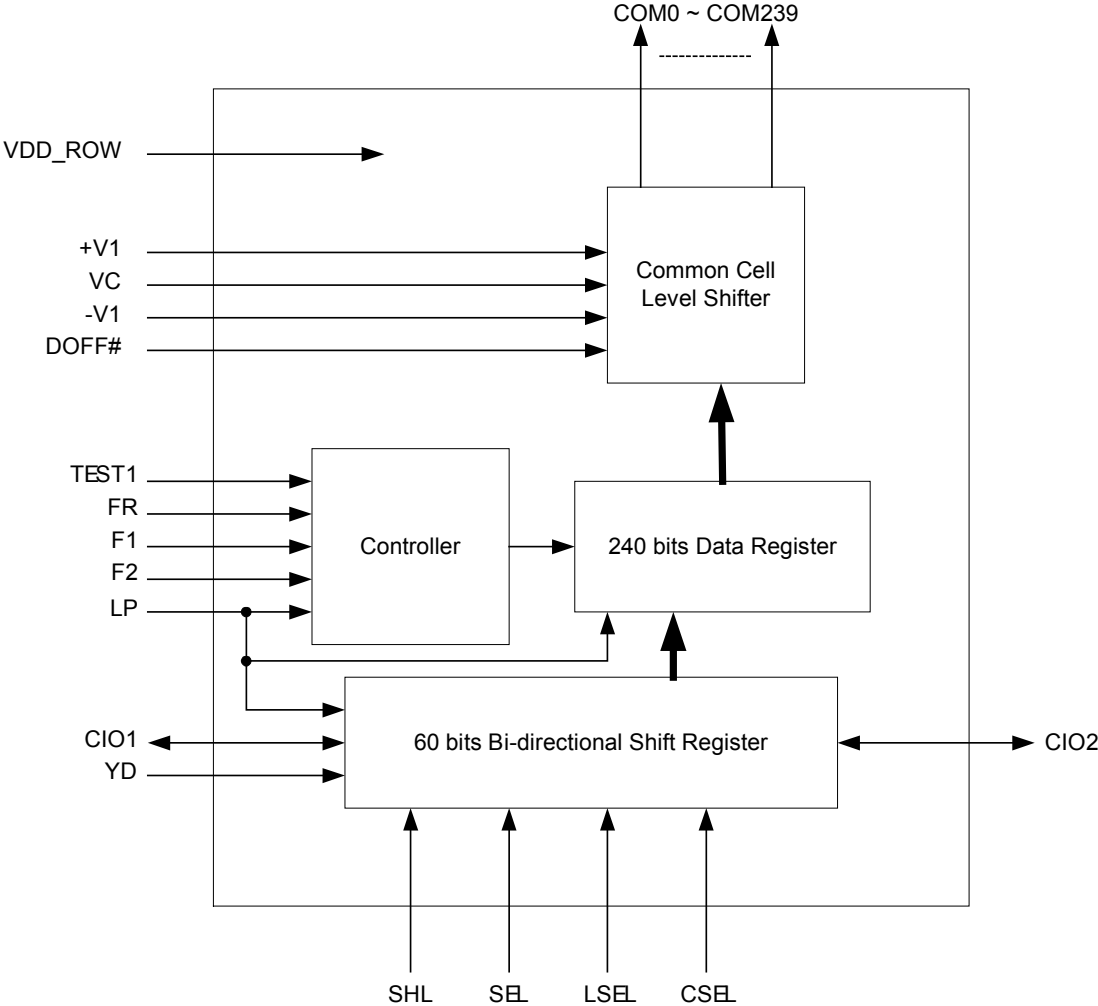 COM0 ~ COM239
VDD_ROW
+V1
VC
-V1
DOFF#
Common Cell
Level Shifter
TEST1
FR
F1
F2
LP
Controller
240 bits Data Register
CIO1
YD
60 bits Bi-directional Shift Register
CIO2
SHL
SEL
LSEL
CSEL